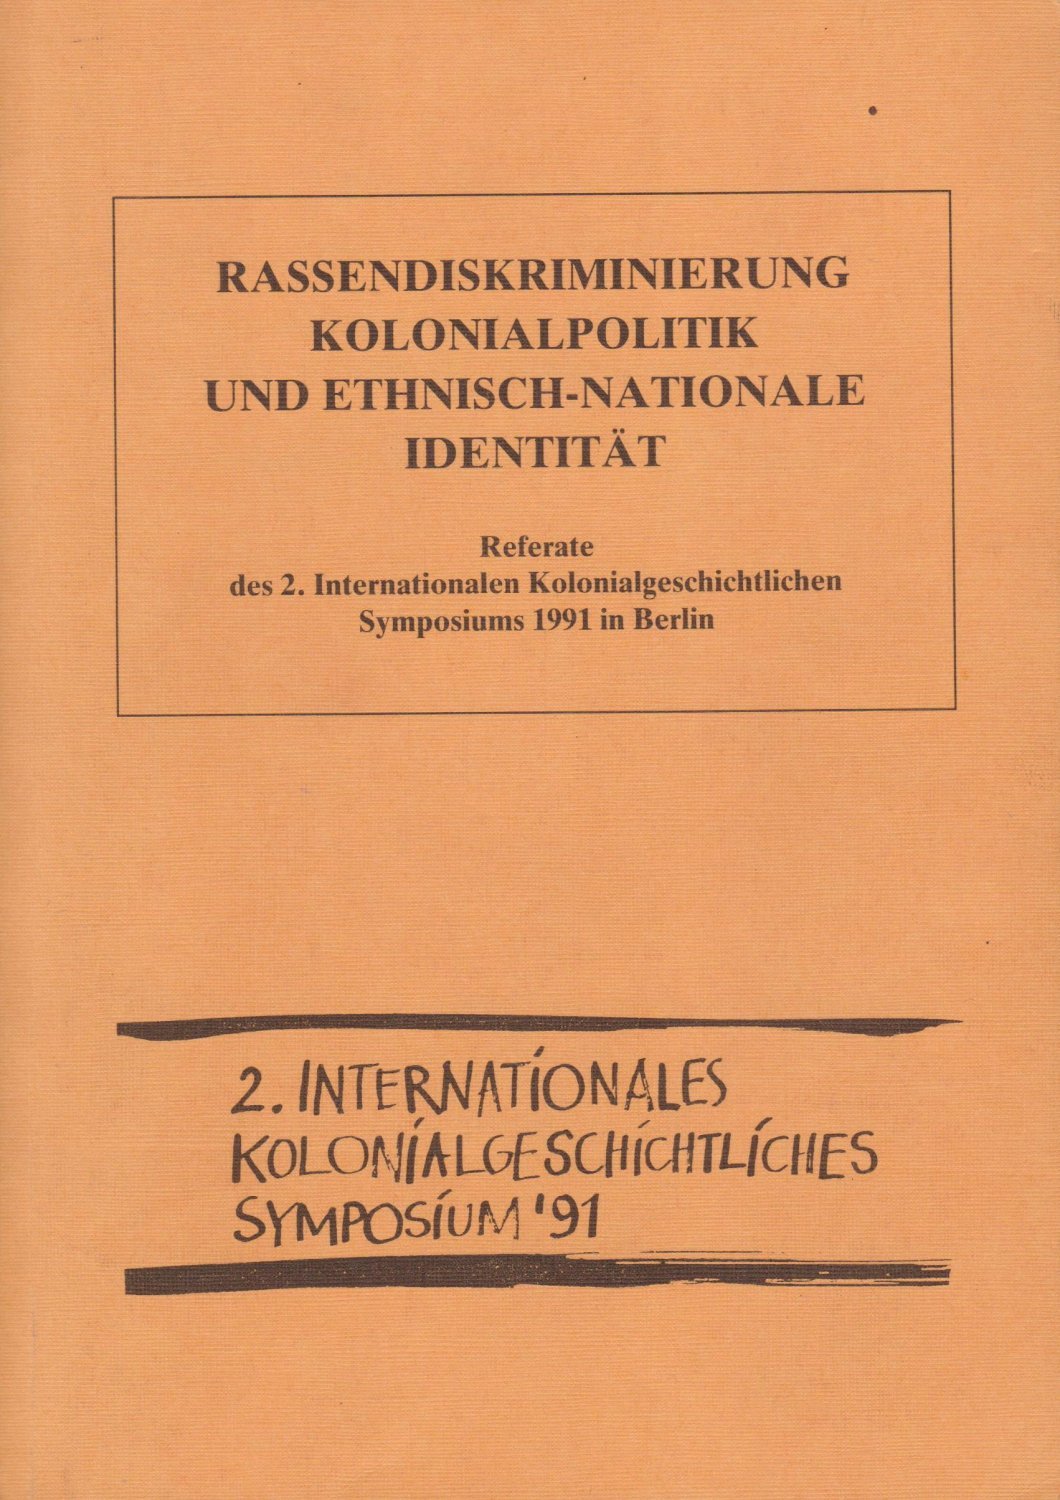 RASSENDISKRIMINIERUNG
KOLONIALPOLITIK
UND ETHNISCH-NATIONALE
IDENTITÄT
Referate
des 2. Internationalen Kolonialgeschichtlichen
Symposiums 1991 in Berlin
2. INTERNATIONALES
KOLONIALGESCHICHTLICHES
SYMPOSIUM '91